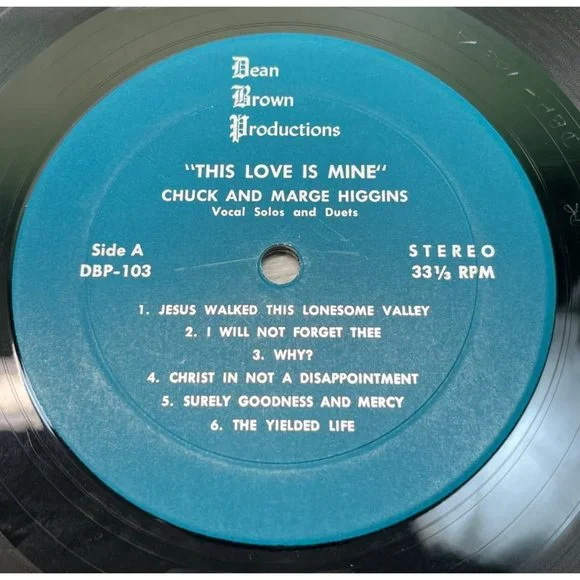 Dean
Brown
Productions
"THIS LOVE IS MINE"
CHUCK AND MARGE HIGGINS
Vocal Solos and Duets
Side A
DBP-103
STEREO
33⅓ RPM
1. JESUS WALKED THIS LONESOME VALLEY
2. I WILL NOT FORGET THEE
3. WHY?
4. CHRIST IN NOT A DISAPPOINTMENT
5. SURELY GOODNESS AND MERCY
6. THE YIELDED LIFE